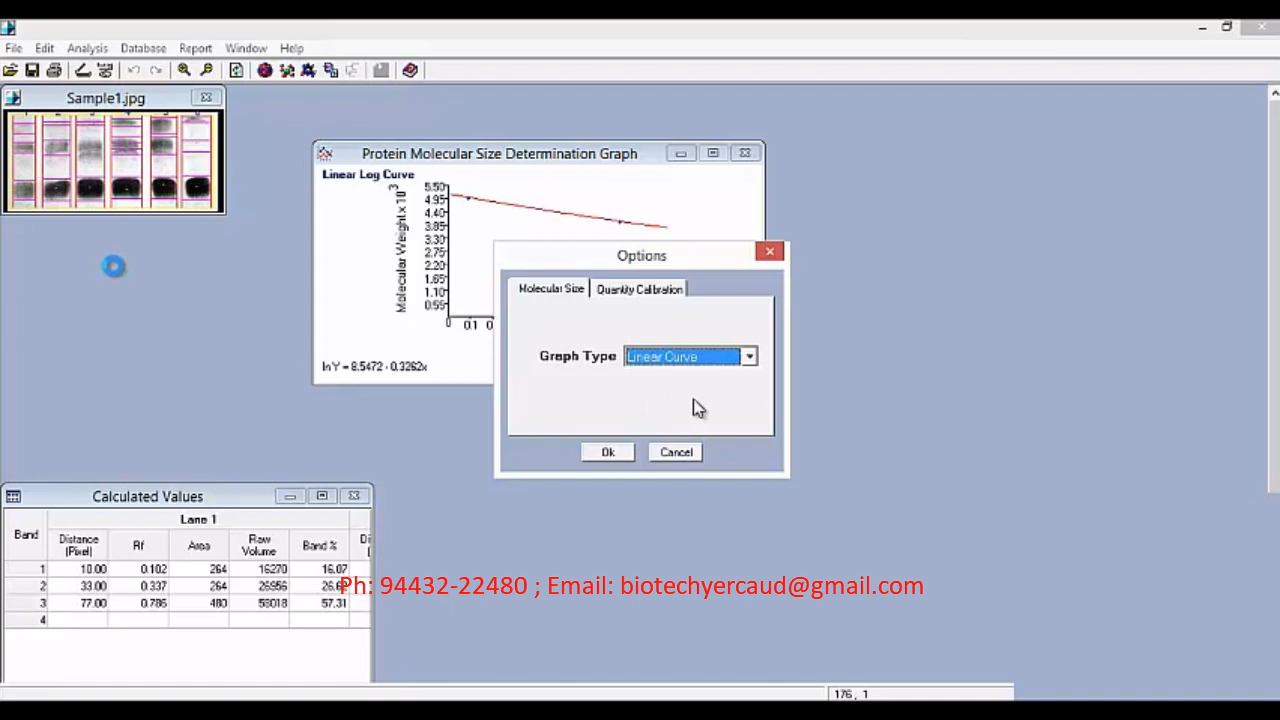 File Edit Analysis Database Report Window Help
Sample1.jpg
Protein Molecular Size Determination Graph
Linear Log Curve
Molecular Weight x 10^3
5.50
4.95
4.40
3.85
3.30
2.75
2.20
1.65
1.10
0.55
0 0.1 0
ln Y = 8.5472 - 0.3262x
Options
Molecular Size Quantity Calibration
Graph Type Linear Curve
Ok Cancel
Calculated Values
Lane 1
Band Distance (Pixel) Rf Area Raw Volume Band %
1 10.00 0.102 264 16270 16.07
2 33.00 0.337 264 26956
3 77.00 0.786 480 58018 57.31
4
Ph: 94432-22480 ; Email: biotechyercaud@gmail.com
176 , 1